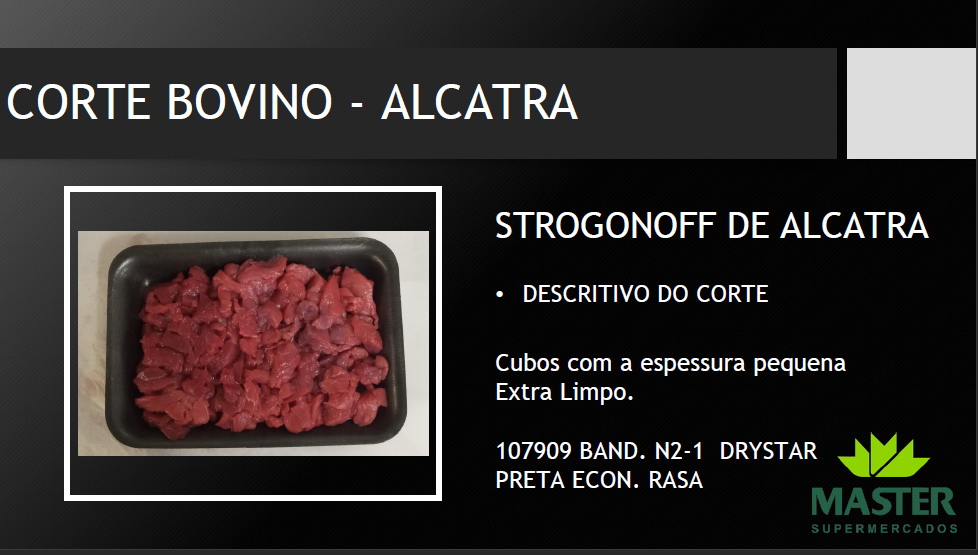 CORTE BOVINO - ALCATRA
STROGONOFF DE ALCATRA
• DESCRITIVO DO CORTE
Cubos com a espessura pequena
Extra Limpo.
107909 BAND. N2-1 DRYSTAR
PRETA ECON. RASA
MASTER
SUPERMERCADOS